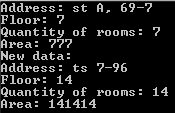 Address: st A, 69-7
Floor: 7
Quantity of rooms: 7
Area: 777
New data:
Address: ts 7-96
Floor: 14
Quantity of rooms: 14
Area: 141414